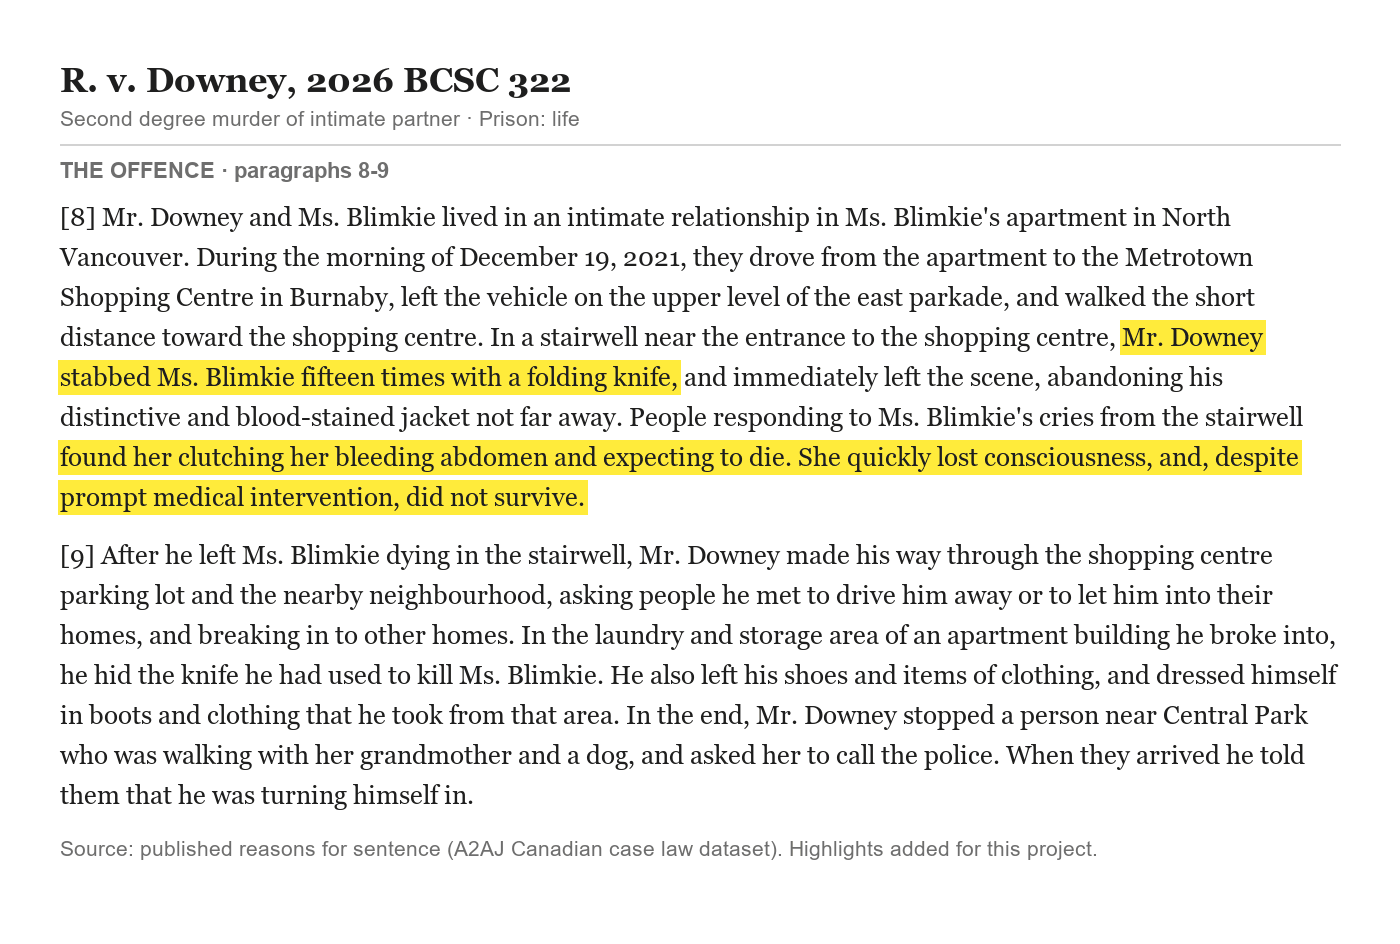 R. v. Downey, 2026 BCSC 322
Second degree murder of intimate partner · Prison: life
THE OFFENCE · paragraphs 8-9
[8] Mr. Downey and Ms. Blimkie lived in an intimate relationship in Ms. Blimkie's apartment in North
Vancouver. During the morning of December 19, 2021, they drove from the apartment to the Metrotown
Shopping Centre in Burnaby, left the vehicle on the upper level of the east parkade, and walked the short
distance toward the shopping centre. In a stairwell near the entrance to the shopping centre, Mr. Downey
stabbed Ms. Blimkie fifteen times with a folding knife, and immediately left the scene, abandoning his
distinctive and blood-stained jacket not far away. People responding to Ms. Blimkie's cries from the stairwell
found her clutching her bleeding abdomen and expecting to die. She quickly lost consciousness, and, despite
prompt medical intervention, did not survive.
[9] After he left Ms. Blimkie dying in the stairwell, Mr. Downey made his way through the shopping centre
parking lot and the nearby neighbourhood, asking people he met to drive him away or to let him into their
homes, and breaking in to other homes. In the laundry and storage area of an apartment building he broke into,
he hid the knife he had used to kill Ms. Blimkie. He also left his shoes and items of clothing, and dressed himself
in boots and clothing that he took from that area. In the end, Mr. Downey stopped a person near Central Park
who was walking with her grandmother and a dog, and asked her to call the police. When they arrived he told
them that he was turning himself in.
Source: published reasons for sentence (A2AJ Canadian case law dataset). Highlights added for this project.